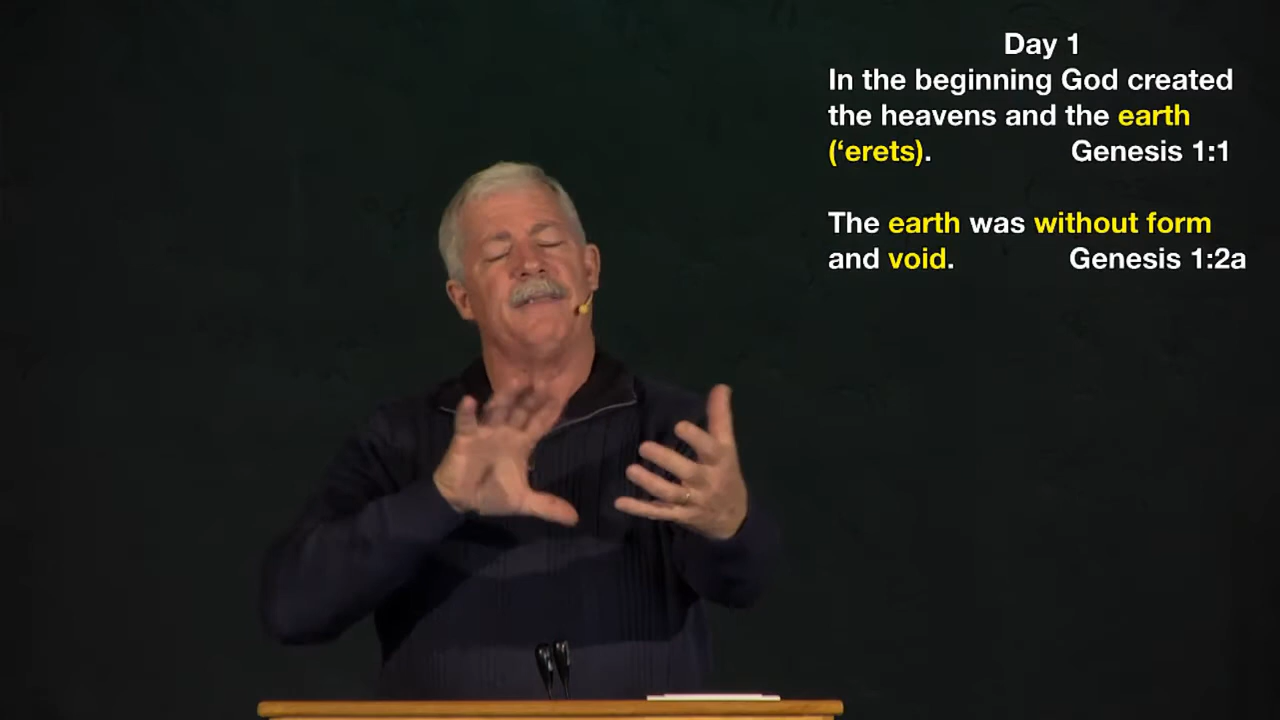 Day 1
In the beginning God created
the heavens and the earth
(‘erets). Genesis 1:1
The earth was without form
and void. Genesis 1:2a